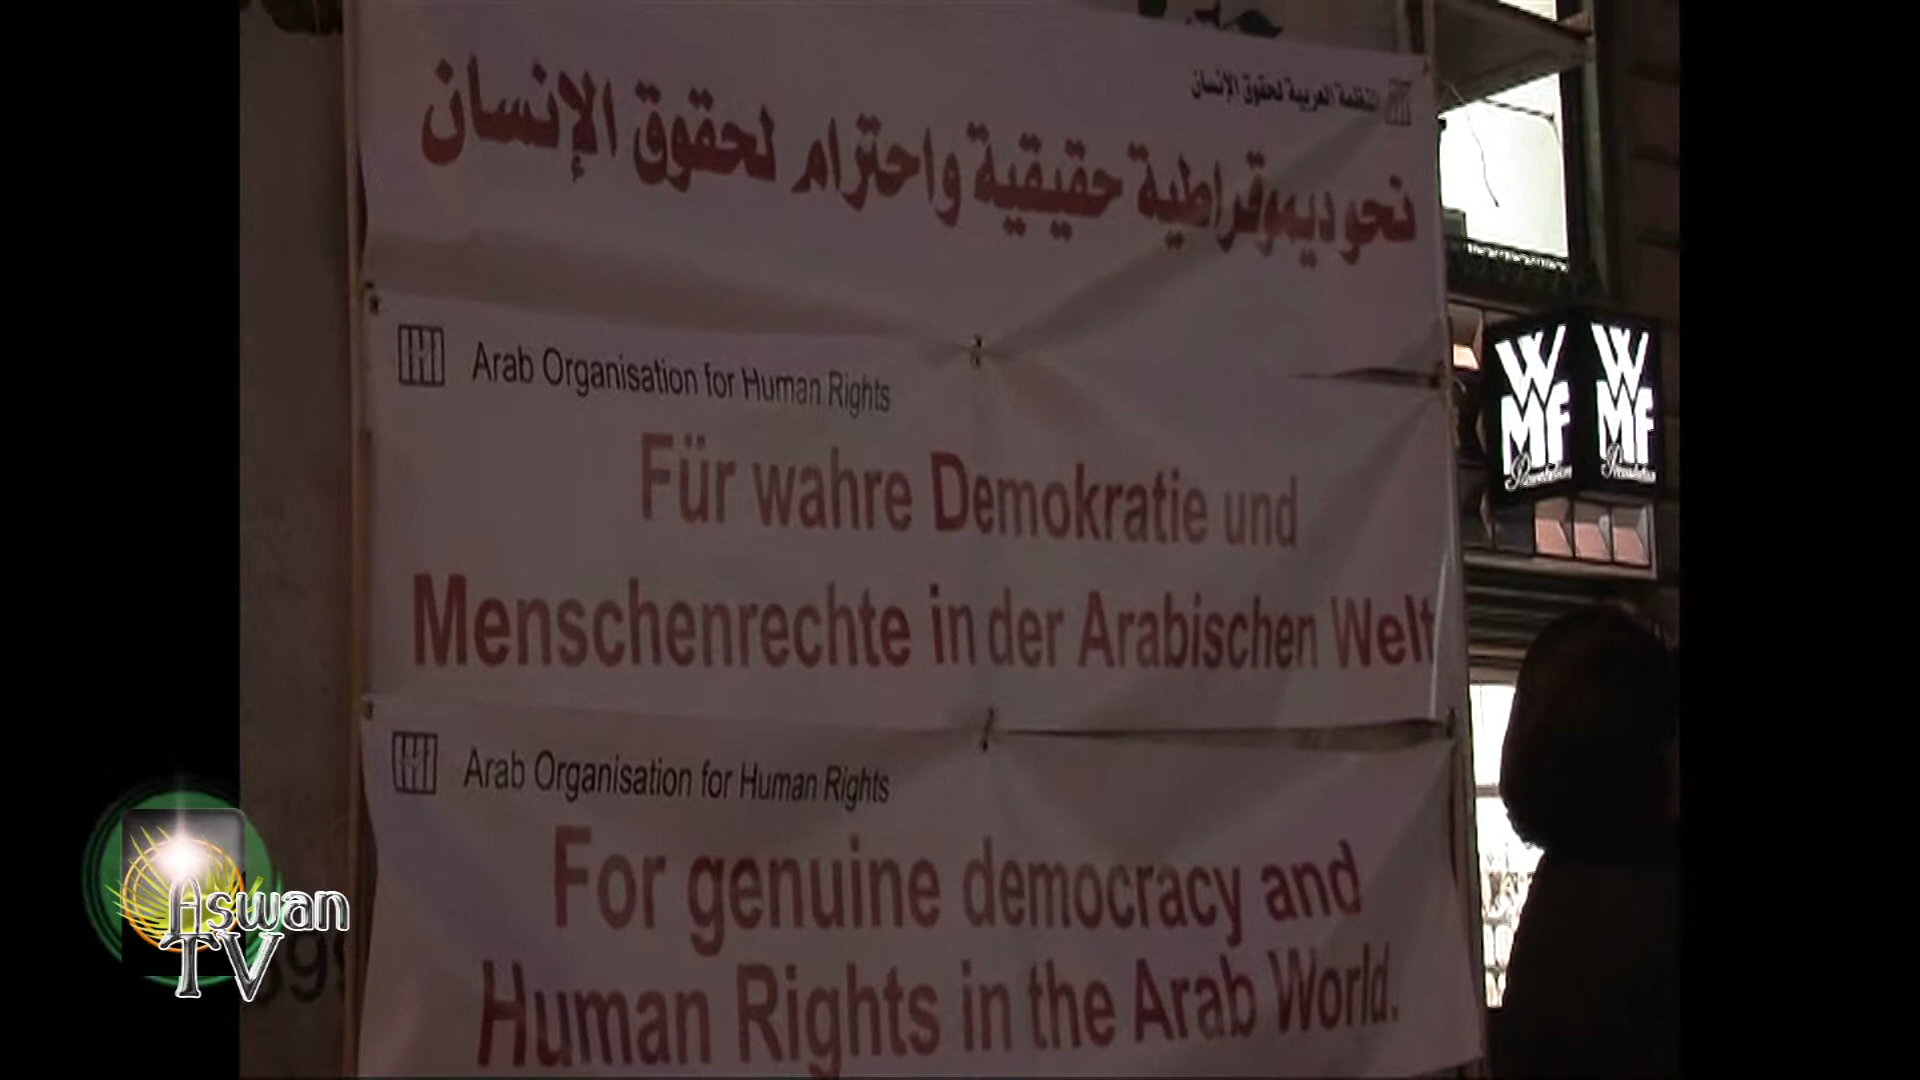 المنظمة العربية لحقوق الإنسان
نحو ديموقراطية حقيقية واحترام لحقوق الإنسان
Arab Organisation for Human Rights
Für wahre Demokratie und
Menschenrechte in der Arabischen Welt
Arab Organisation for Human Rights
For genuine democracy and
Human Rights in the Arab World.
W
MF
W
MF
Aswan
TV